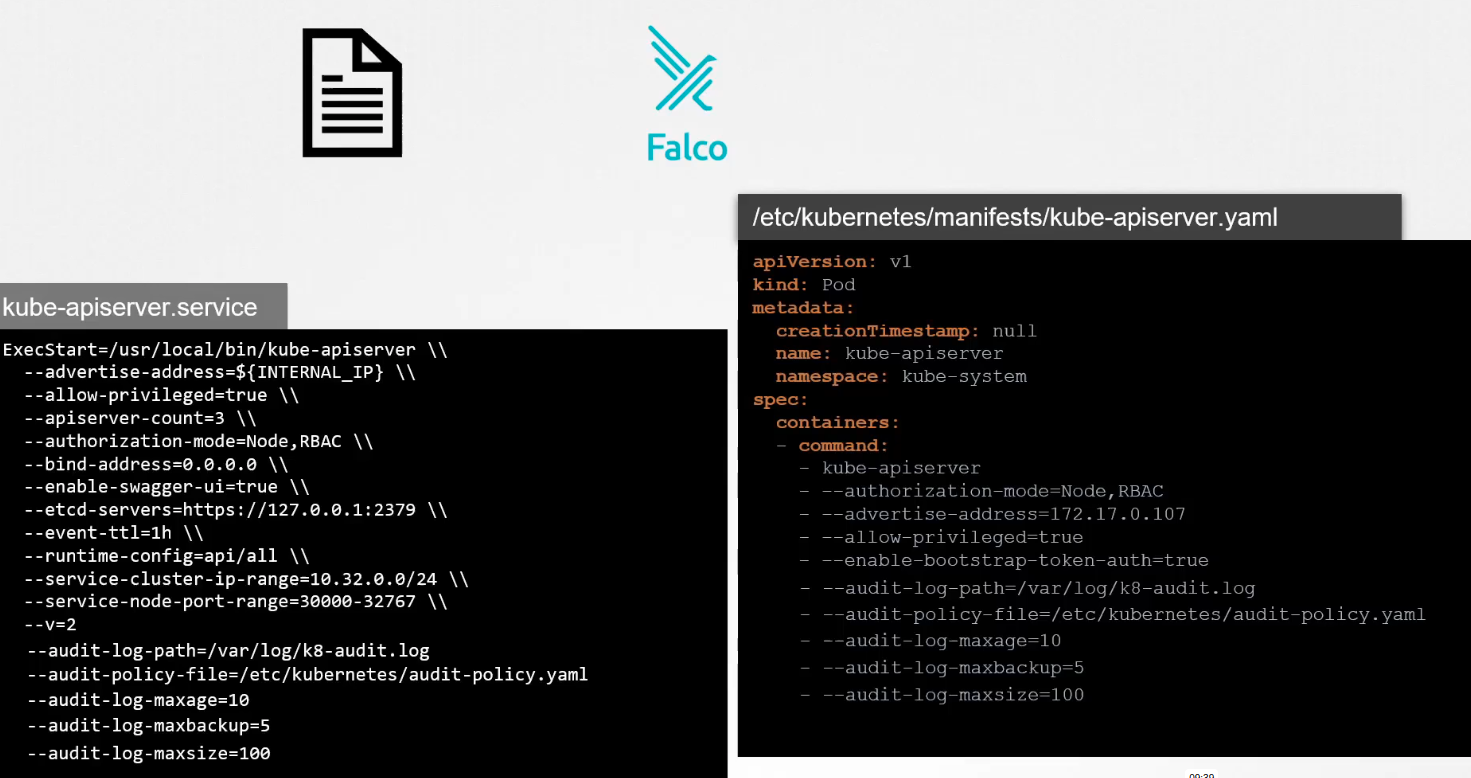 Falco
kube-apiserver.service
ExecStart=/usr/local/bin/kube-apiserver \\
--advertise-address=${INTERNAL_IP} \\
--allow-privileged=true \\
--apiserver-count=3 \\
--authorization-mode=Node,RBAC \\
--bind-address=0.0.0.0 \\
--enable-swagger-ui=true \\
--etcd-servers=https://127.0.0.1:2379 \\
--event-ttl=1h \\
--runtime-config=api/all \\
--service-cluster-ip-range=10.32.0.0/24 \\
--service-node-port-range=30000-32767 \\
--v=2
--audit-log-path=/var/log/k8-audit.log
--audit-policy-file=/etc/kubernetes/audit-policy.yaml
--audit-log-maxage=10
--audit-log-maxbackup=5
--audit-log-maxsize=100
/etc/kubernetes/manifests/kube-apiserver.yaml
apiVersion: v1
kind: Pod
metadata:
creationTimestamp: null
name: kube-apiserver
namespace: kube-system
spec:
containers:
- command:
- kube-apiserver
- --authorization-mode=Node,RBAC
- --advertise-address=172.17.0.107
- --allow-privileged=true
- --enable-bootstrap-token-auth=true
- --audit-log-path=/var/log/k8-audit.log
- --audit-policy-file=/etc/kubernetes/audit-policy.yaml
- --audit-log-maxage=10
- --audit-log-maxbackup=5
- --audit-log-maxsize=100